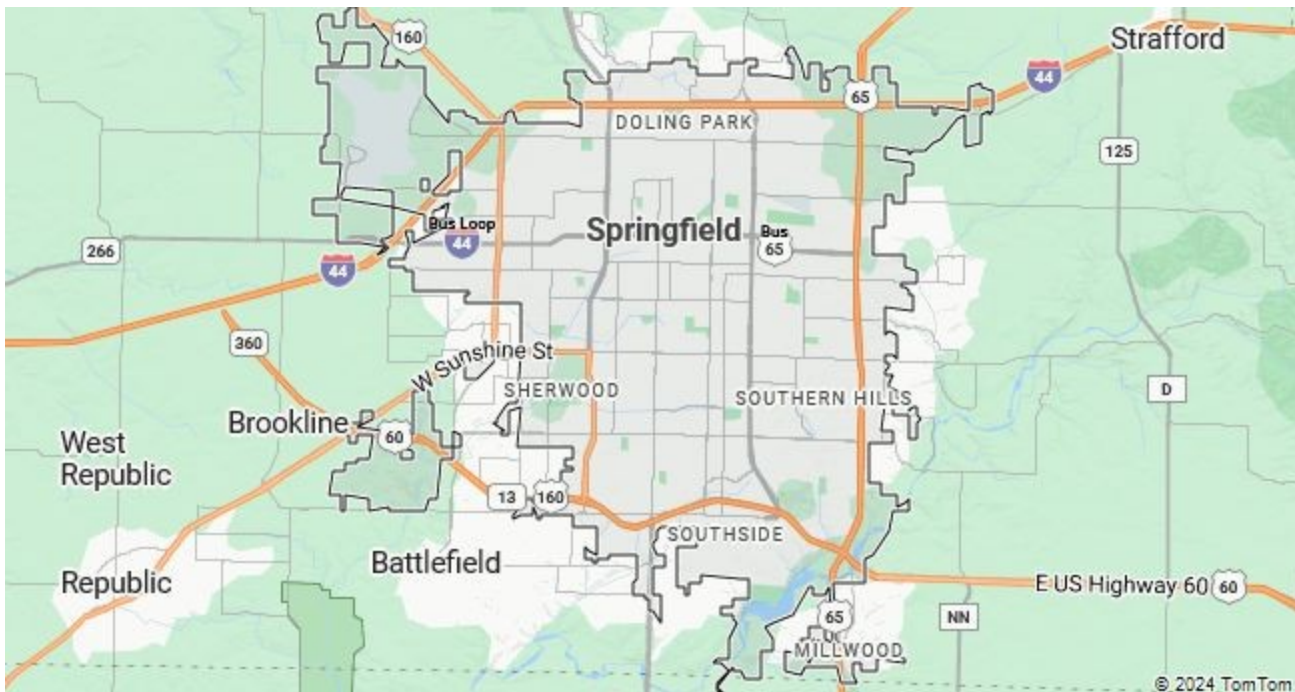 160
Strafford
44
65
DOLING PARK
125
Bus Loop
44
Springfield
Bus
65
266
44
360
W Sunshine St
SHERWOOD
SOUTHERN HILLS
D
Brookline
60
West
Republic
13
160
SOUTHSIDE
Battlefield
Republic
E US Highway 60
60
65
NN
MILLWOOD
© 2024 TomTom